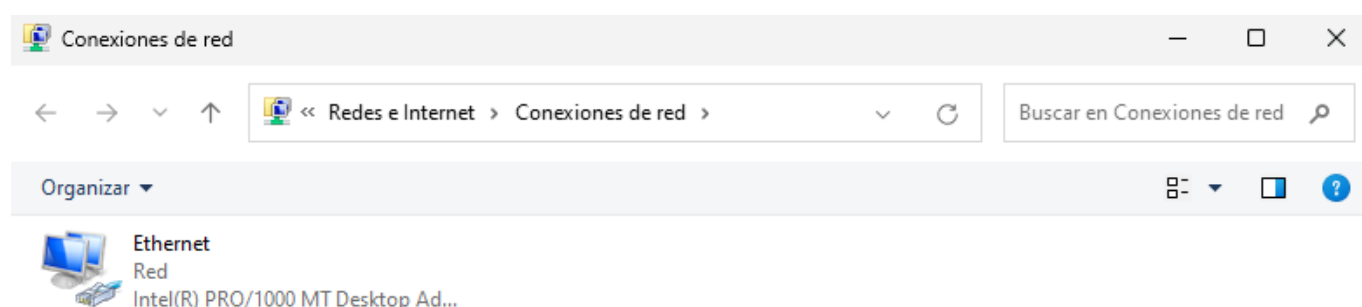 Conexiones de red
« Redes e Internet > Conexiones de red >
Buscar en Conexiones de red
Organizar
?
Ethernet
Red
Intel(R) PRO/1000 MT Desktop Ad...